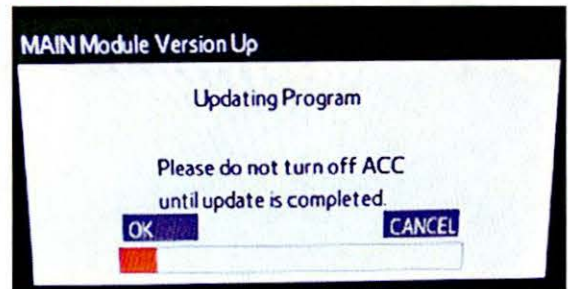 MAIN Module Version Up
Updating Program
Please do not turn off ACC
until update is completed.
OK
CANCEL